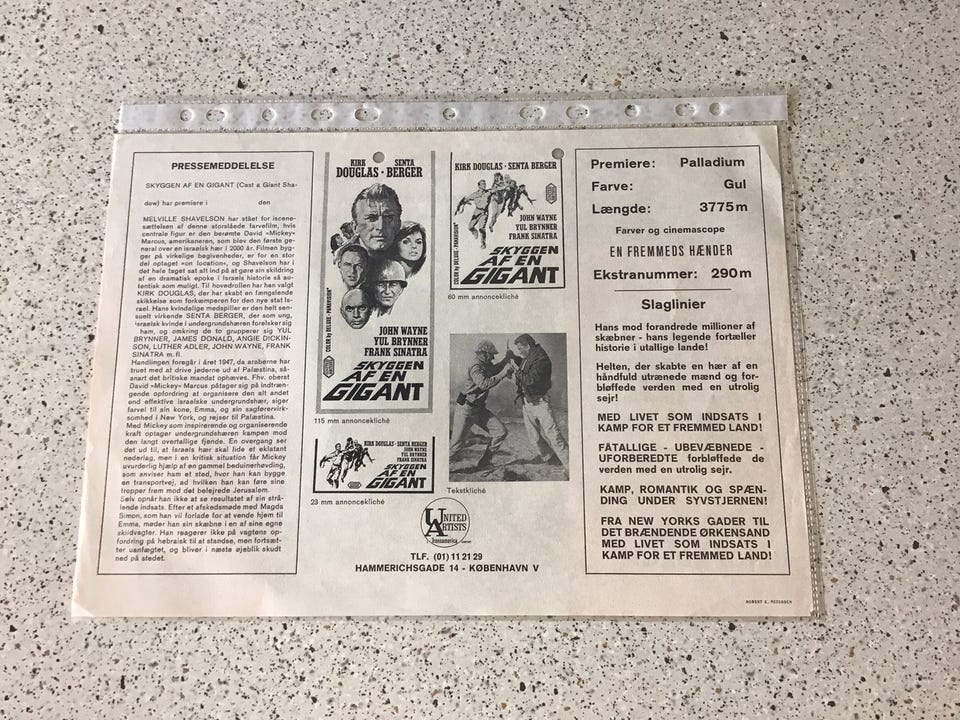 PRESSEMEDDELELSE
SKYGGEN AF EN GIGANT (Cast a Giant Sha-
dow) har premiere i den
MELVILLE SHAVELSON har stået for iscene-
sættelsen af denne storslåede farvefilm, hvis
centrale figur er den berømte David »Mickey«
Marcus, amerikaneren, som blev den første ge-
neral over en israelsk hær i 2000 år. Filmen byg-
ger på virkelige begivenheder, er for en stor
del optaget »on location«, og Shavelson har i
det hele taget sat alt ind på at gøre sin skildring
af en dramatisk epoke i Israels historie så au-
tentisk som muligt. Til hovedrollen har han valgt
KIRK DOUGLAS, der har skabt en fængslende
skikkelse som forkæmperen for den nye stat Is-
rael. Hans kvindelige medspiller er den helt sen-
suelt virkende SENTA BERGER, der som ung,
israelsk kvinde i undergrundshæren forelsker sig i
ham, og omkring de to grupperer sig YUL
BRYNNER, JAMES DONALD, ANGIE DICKIN-
SON, LUTHER ADLER, JOHN WAYNE, FRANK
SINATRA m. fl.
Handlingen foregår i året 1947, da araberne har
truet med at drive jøderne ud af Palæstina, så-
snart det britiske mandat ophæves. Fhv. oberst
David »Mickey« Marcus påtager sig på indtræn-
gende opfordring at organisere den alt andet
end effektive israelske undergrundshær, siger
farvel til sin kone, Emma, og sin sagførervirk-
somhed i New York, og rejser til Palæstina.
Med Mickey som inspirerende og organiserende
kraft optager undergrundshæren kampen mod
den langt overtallige fjende. En overgang ser
det ud til, at Israels hær skal lide et eklatant
nederlag, men i en kritisk situation får Mickey
uvurderlig hjælp af en gammel beduinerhøvding,
som anviser ham et sted, hvor han kan bygge
en transportvej, ad hvilken han kan føre sine
tropper frem mod det belejrede Jerusalem.
Selv opnår han ikke at se resultatet af sin strå-
lende indsats. Efter et afskedsmøde med Magda
Simon, som han vil forlade for at vende hjem til
Emma, møder han sin skæbne i en af sine egne
skildvagter. Han reagerer ikke på vagtens op-
fordring på hebraisk til at standse, men fortsæt-
ter uanfægtet, og bliver i næste øjeblik skudt
ned på stedet.
KIRK SENTA
DOUGLAS · BERGER
COLOR by DELUXE · PANAVISION®
JOHN WAYNE
YUL BRYNNER
FRANK SINATRA
SKYGGEN
AF EN
GIGANT
115 mm annonceklichè
KIRK DOUGLAS · SENTA BERGER
JOHN WAYNE
YUL BRYNNER
FRANK SINATRA
SKYGGEN
AF EN
GIGANT
23 mm annonceklichè
KIRK DOUGLAS · SENTA BERGER
COLOR by DELUXE · PANAVISION®
JOHN WAYNE
YUL BRYNNER
FRANK SINATRA
SKYGGEN
AF EN
GIGANT
60 mm annonceklichè
Tekstklichè
UNITED
ARTISTS
Transamerica
TLF. (01) 11 21 29
HAMMERICHSGADE 14 - KØBENHAVN V
Premiere: Palladium
Farve: Gul
Længde: 3775 m
Farver og cinemascope
EN FREMMEDS HÆNDER
Ekstranummer: 290 m
Slaglinier
Hans mod forandrede millioner af
skæbner - hans legende fortæller
historie i utallige lande!
Helten, der skabte en hær af en
håndfuld utrænede mænd og for-
bløffede verden med en utrolig
sejr!
MED LIVET SOM INDSATS I
KAMP FOR ET FREMMED LAND!
FÅTALLIGE - UBEVÆBNEDE -
UFORBEREDTE forbløffede de
verden med en utrolig sejr.
KAMP, ROMANTIK OG SPÆN-
DING UNDER SYVSTJERNEN!
FRA NEW YORKS GADER TIL
DET BRÆNDENDE ØRKENSAND
MED LIVET SOM INDSATS I
KAMP FOR ET FREMMED LAND!
ROBERT E. PEDERSEN